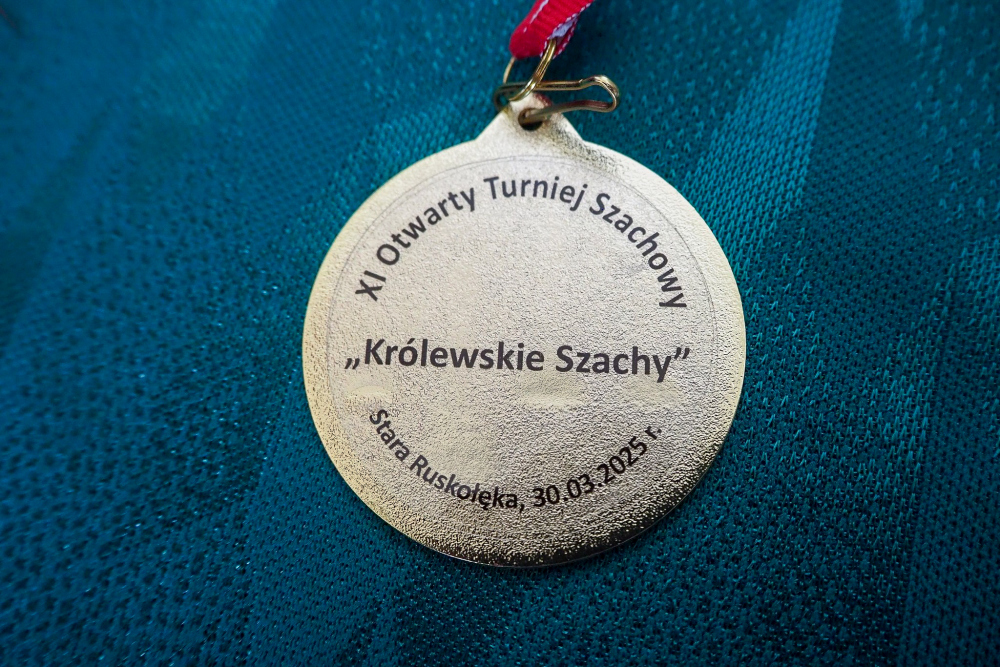 XI Otwarty Turniej Szachowy
„Królewskie Szachy”
Stara Ruskołęka, 30.03.2025 r.